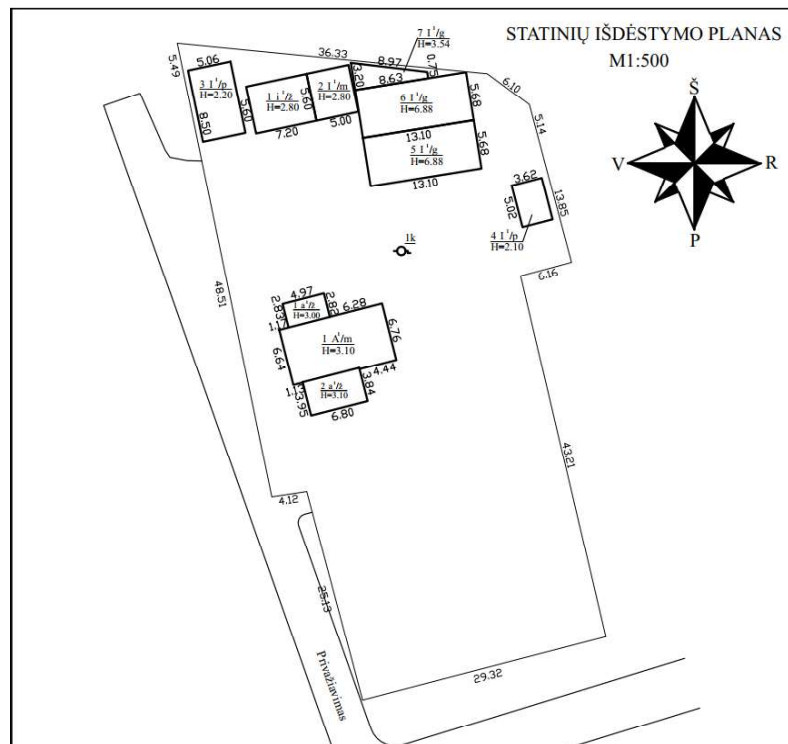 STATINIŲ IŠDĖSTYMO PLANAS
M1:500
Š
V
R
P
7 I¹/g
H=3.54
36.33
5.49
5.06
3 I¹/p
H=2.20
8.50
5.60
1 i¹/ž
H=2.80
7.20
5.60
2 I¹/m
H=2.80
5.00
3.20
8.97
8.63
0.75
6 I¹/g
H=6.88
5.68
13.10
5 I¹/g
H=6.88
5.68
13.10
6.10
5.14
3.62
5.02
13.85
4 I¹/p
H=2.10
6.16
1k
48.51
4.97
2.83
1 a¹/ž
H=3.00
2.82
6.28
1 A¹/m
H=3.10
6.76
6.64
4.44
2 a¹/ž
H=3.10
3.84
3.95
6.80
43.21
4.12
25.13
29.32
Privažiavimas